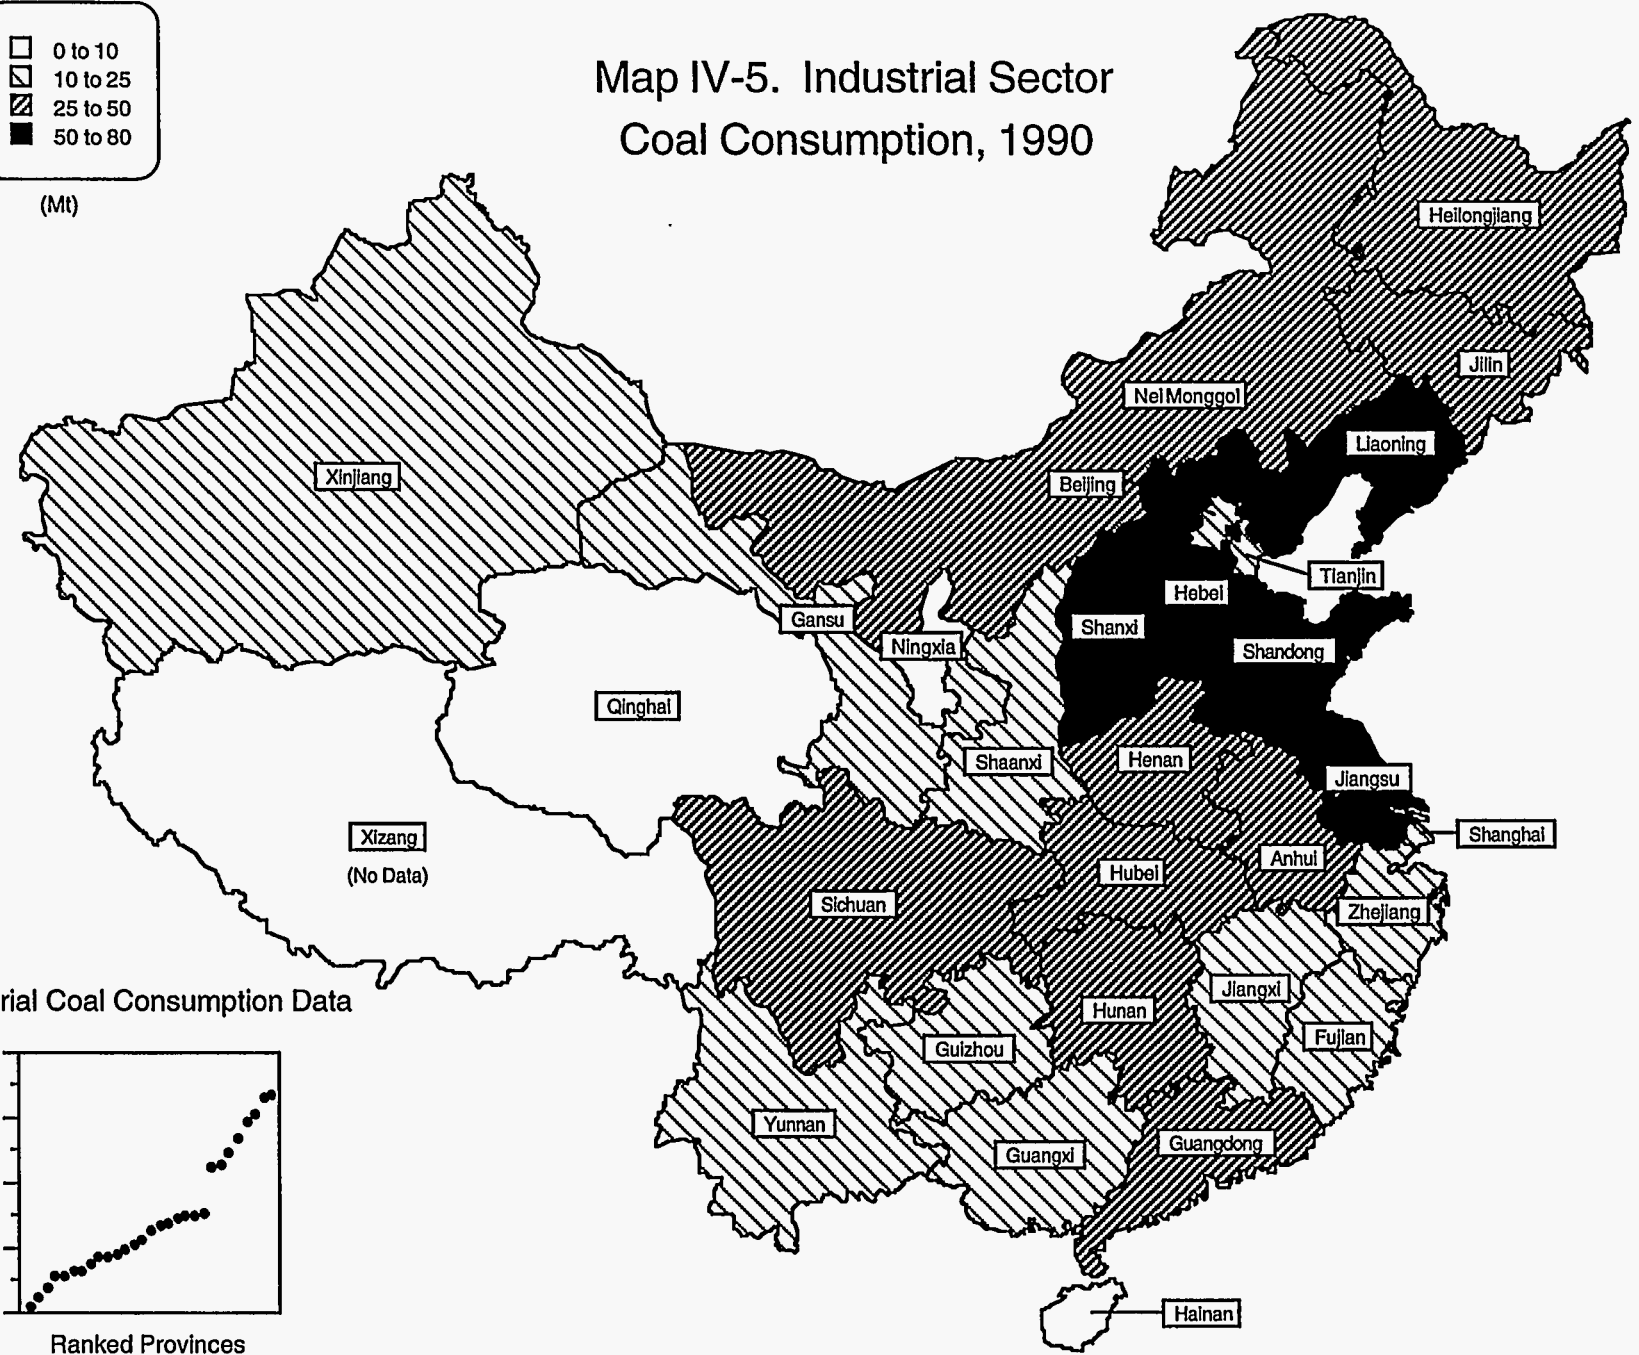 0 to 10
10 to 25
25 to 50
50 to 80
(Mt)
Map IV-5. Industrial Sector
Coal Consumption, 1990
Heilongjiang
Jilin
Nei Monggol
Liaoning
Xinjiang
Beijing
Tianjin
Hebei
Gansu
Shanxi
Ningxia
Shandong
Qinghai
Shaanxi
Henan
Jiangsu
Xizang
(No Data)
Shanghai
Anhui
Hubei
Sichuan
Zhejiang
Jiangxi
rial Coal Consumption Data
Hunan
Fujian
Guizhou
Yunnan
Guangdong
Guangxi
Hainan
Ranked Provinces